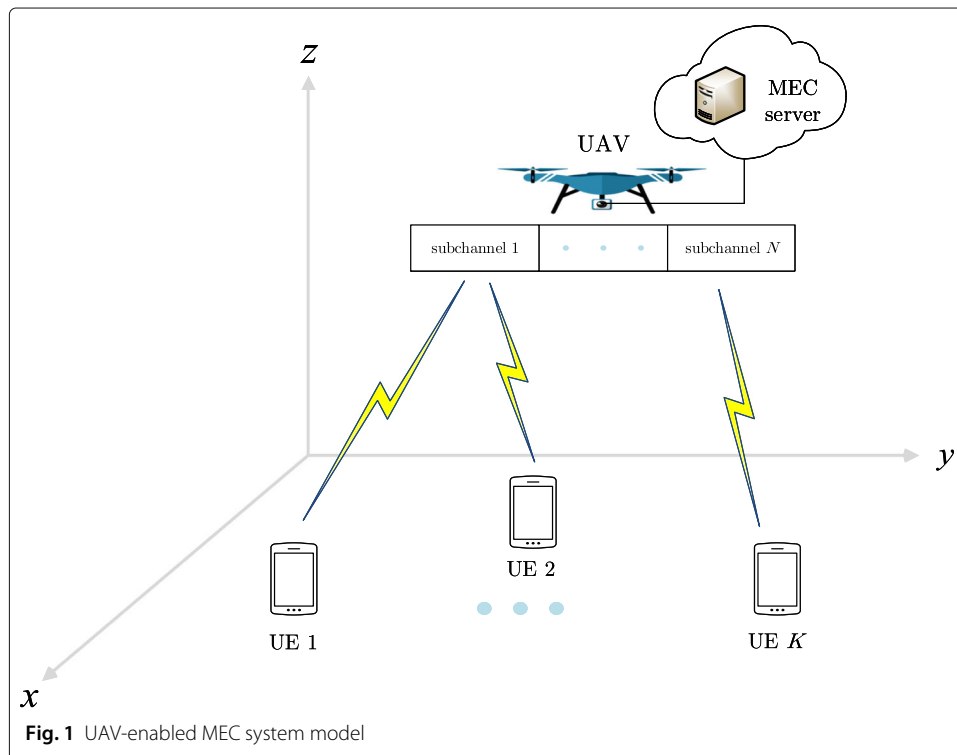 z
MEC
server
UAV
subchannel 1
subchannel N
y
UE 2
UE 1
UE K
x
Fig. 1 UAV-enabled MEC system model